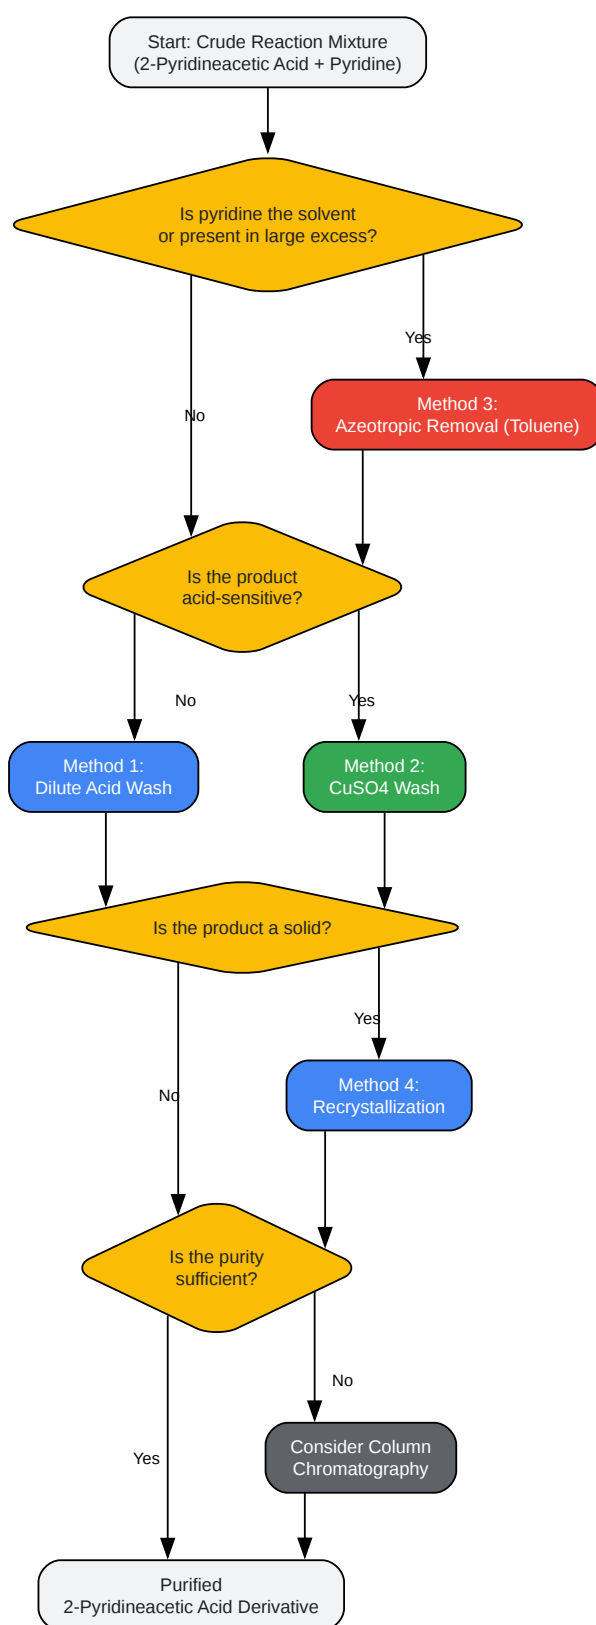 Start: Crude Reaction Mixture
(2-Pyridineacetic Acid + Pyridine)
Is pyridine the solvent
or present in large excess?
Yes
Method 3:
Azeotropic Removal (Toluene)
No
Is the product
acid-sensitive?
No
Yes
Method 1:
Dilute Acid Wash
Method 2:
CuSO4 Wash
Is the product a solid?
Yes
Method 4:
Recrystallization
No
Is the purity
sufficient?
No
Consider Column
Chromatography
Yes
Purified
2-Pyridineacetic Acid Derivative